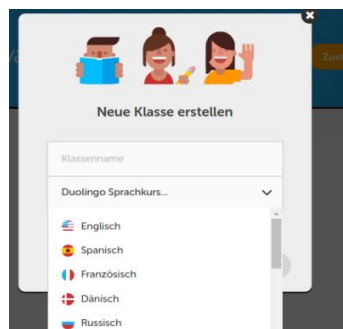 Neue Klasse erstellen
Klassenname
Duolingo Sprachkurs...
Englisch
Spanisch
Französisch
Dänisch
Russisch